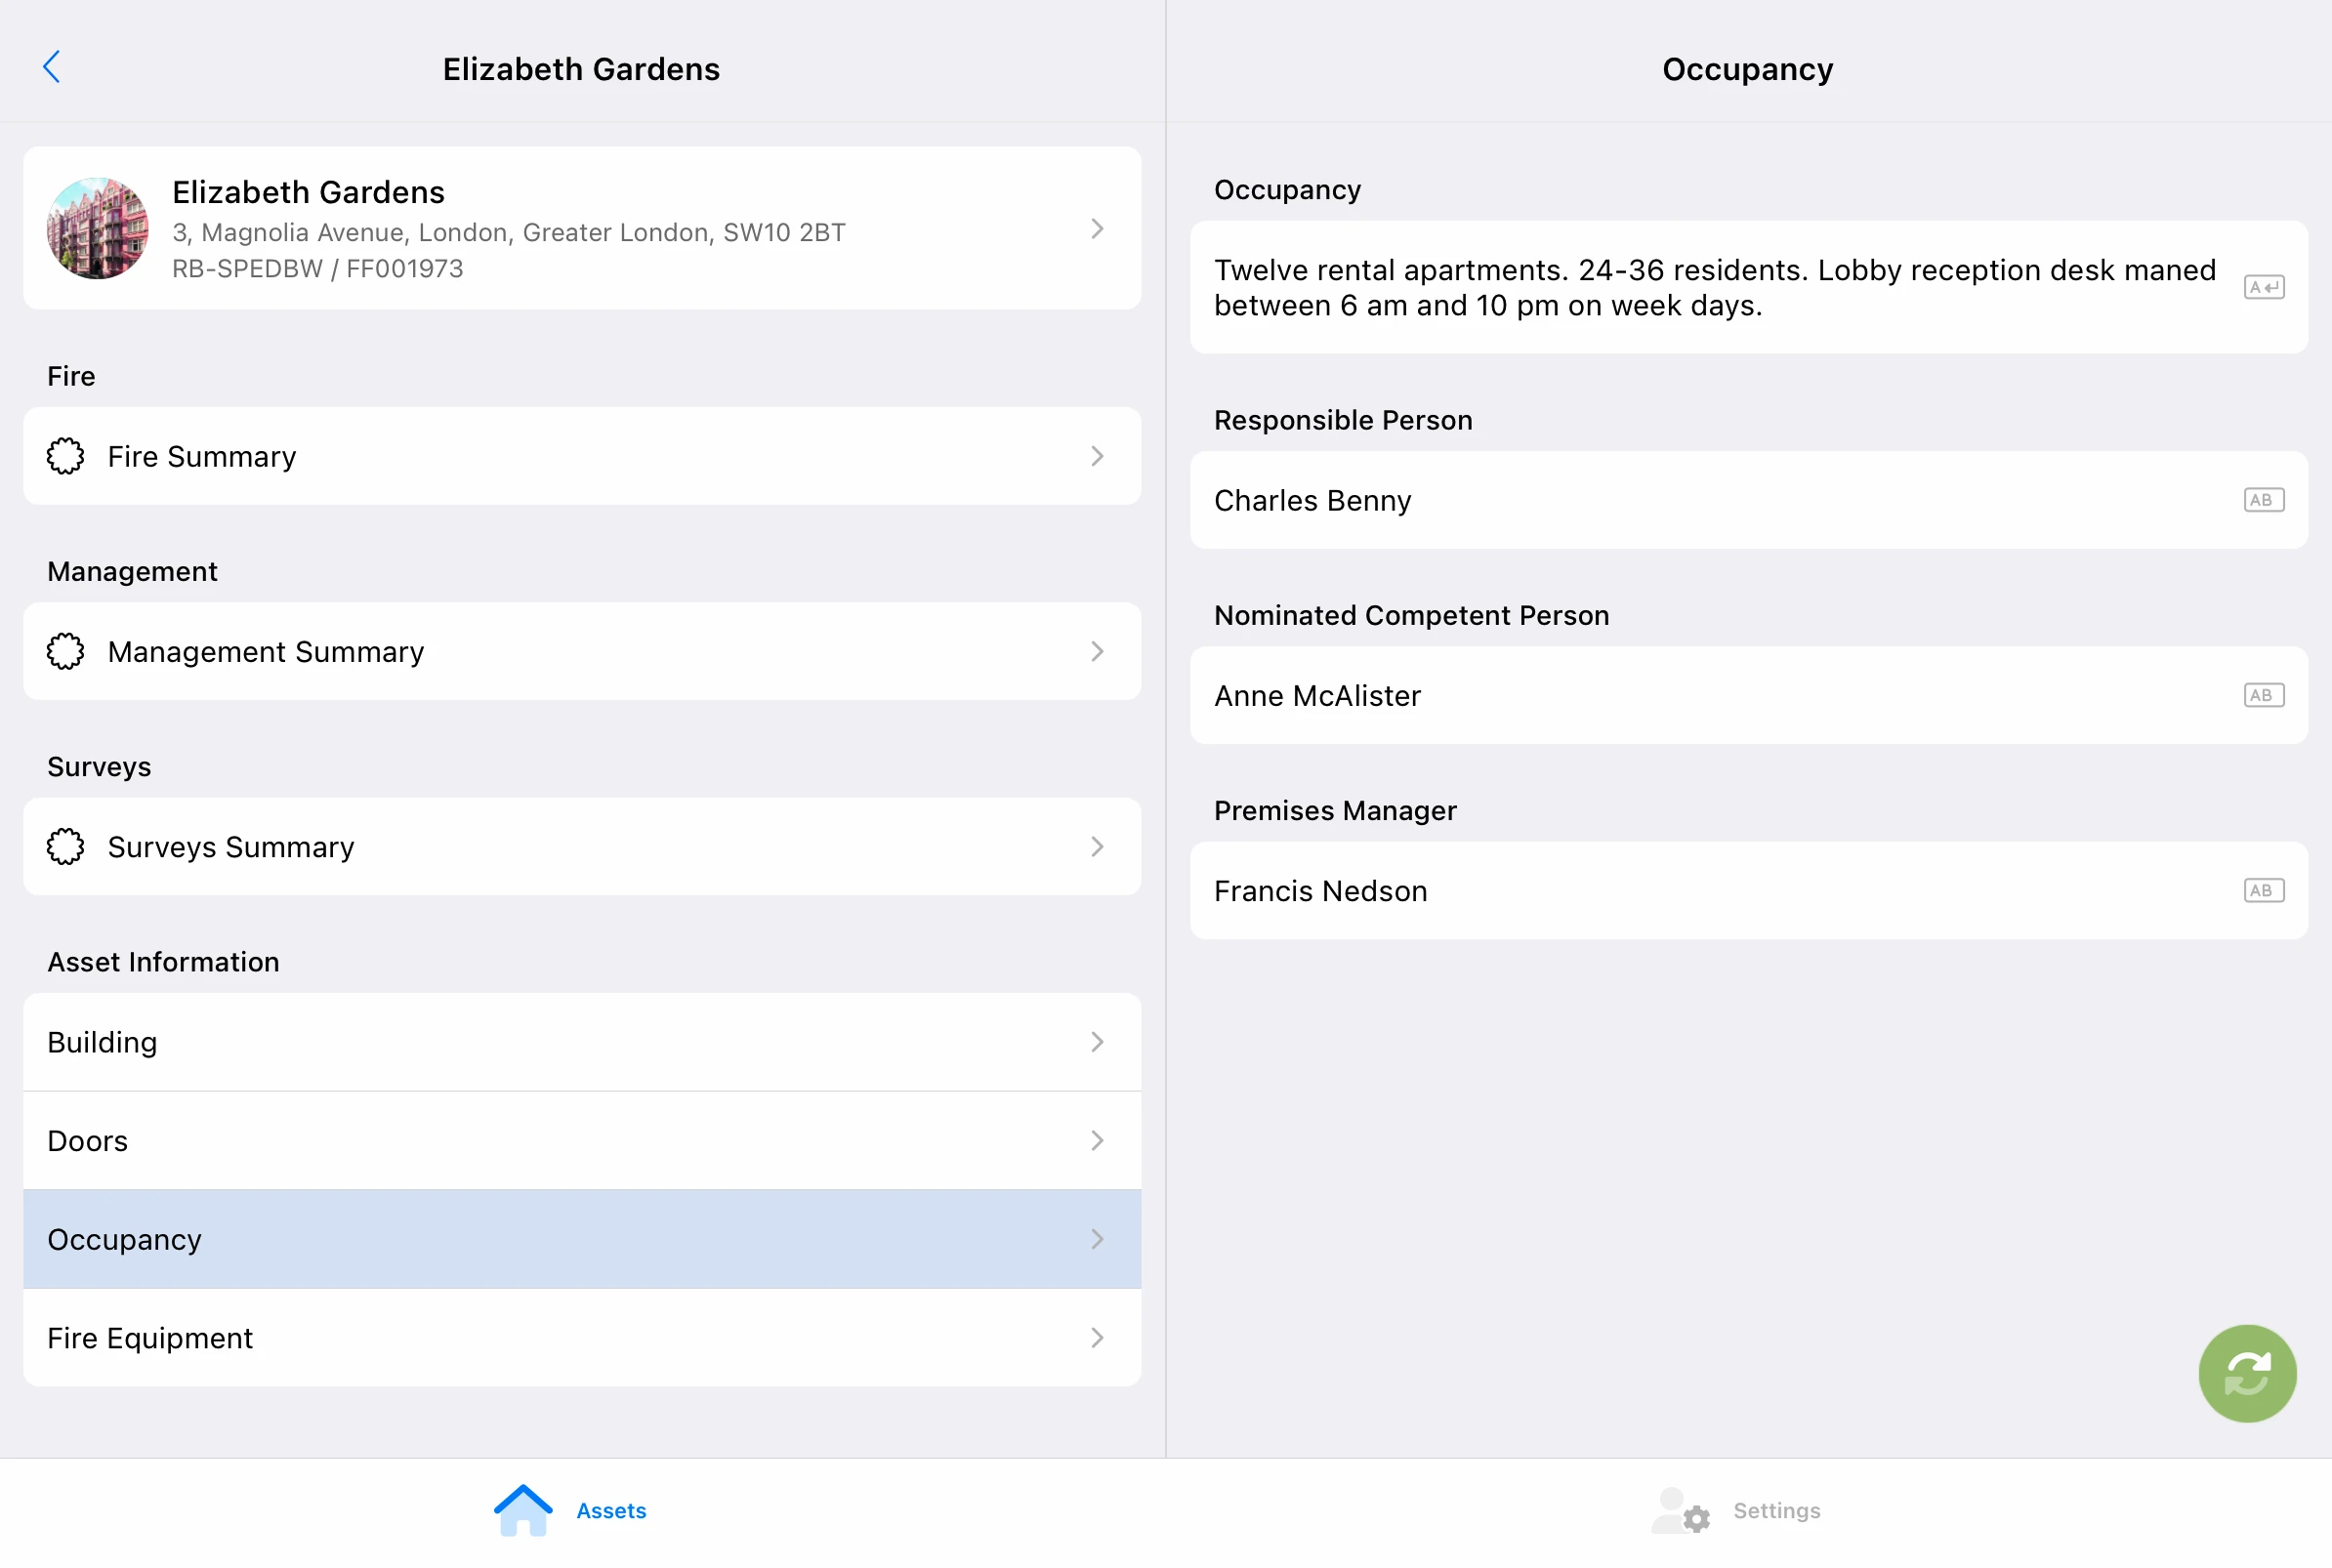 Elizabeth Gardens
Elizabeth Gardens
3, Magnolia Avenue, London, Greater London, SW10 2BT
RB-SPEDBW / FF001973
Fire
Fire Summary
Management
Management Summary
Surveys
Surveys Summary
Asset Information
Building
Doors
Occupancy
Fire Equipment
Occupancy
Occupancy
Twelve rental apartments. 24-36 residents. Lobby reception desk maned
between 6 am and 10 pm on week days.
A
Responsible Person
Charles Benny
AB
Nominated Competent Person
Anne McAlister
AB
Premises Manager
Francis Nedson
AB
Assets
Settings